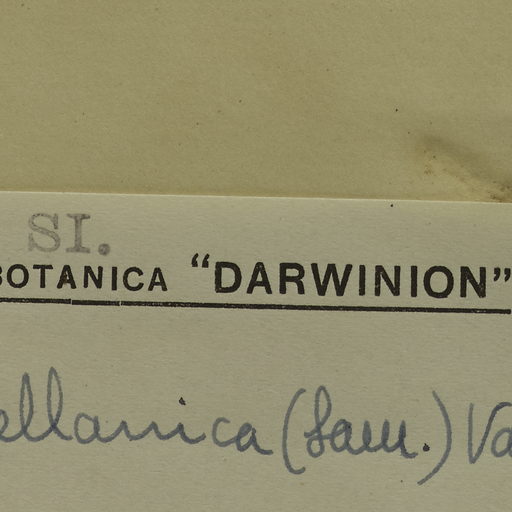 SI.
BOTANICA "DARWINION"
ellanica (Lam.) Va